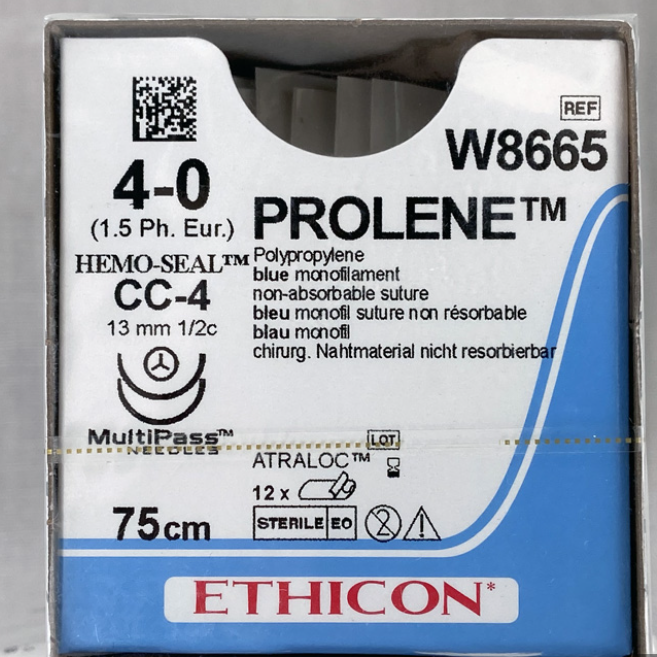 REF
W8665
4-0
(1.5 Ph. Eur.)
PROLENE™
HEMO-SEAL™
CC-4
13 mm 1/2c
Polypropylene
blue monofilament
non-absorbable suture
bleu monofil suture non résorbable
blau monofil
chirurg. Nahtmaterial nicht resorbierbar
MultiPass™
NEEDLES
LOT
ATRALOC™
12 x
75cm
STERILE EO
2
ETHICON*